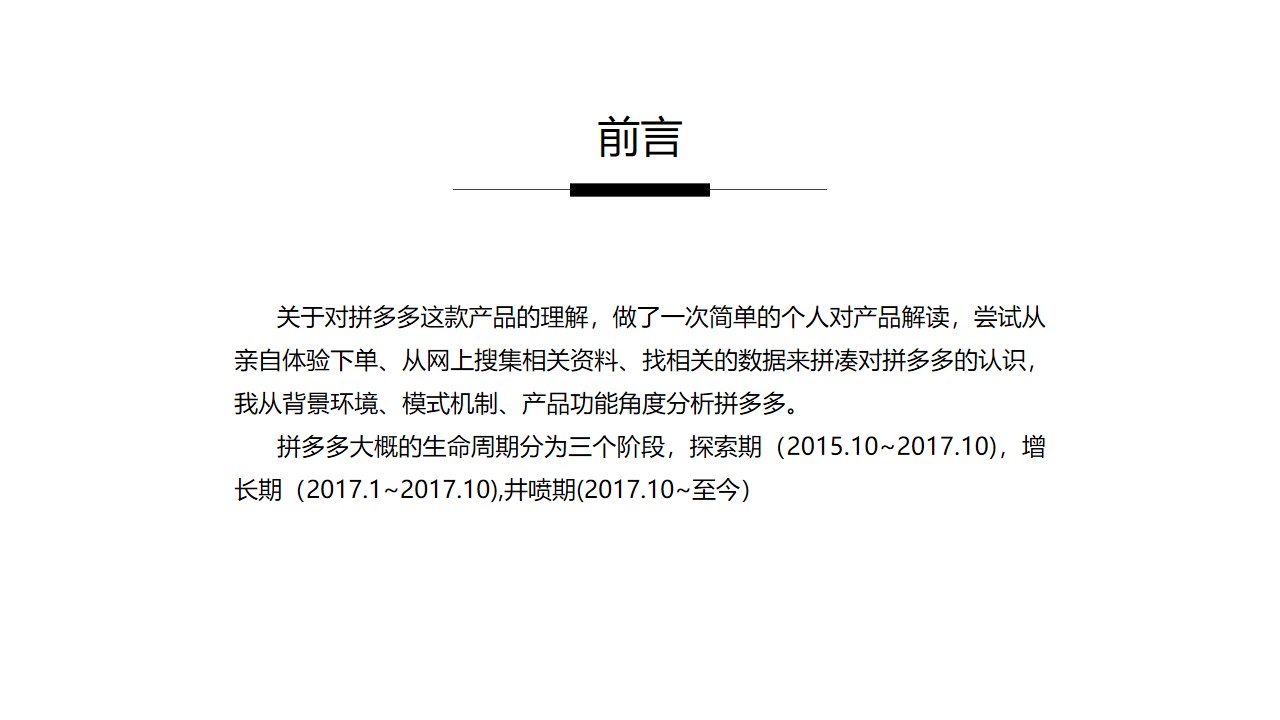 前言
关于对拼多多这款产品的理解，做了一次简单的个人对产品解读，尝试从
亲自体验下单、从网上搜集相关资料、找相关的数据来拼凑对拼多多的认识，
我从背景环境、模式机制、产品功能角度分析拼多多。
拼多多大概的生命周期分为三个阶段，探索期（2015.10~2017.10)，增
长期（2017.1~2017.10),井喷期(2017.10~至今）